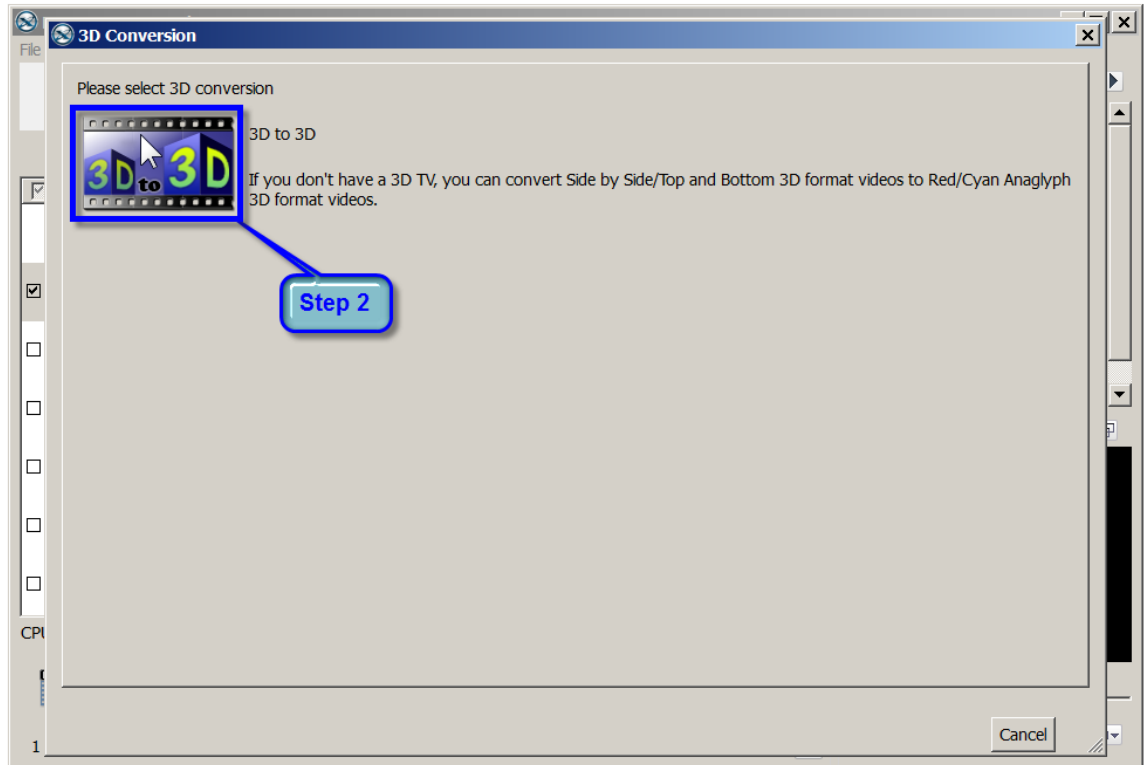 3D Conversion
File
Please select 3D conversion
3D to 3D
3D to 3D
If you don't have a 3D TV, you can convert Side by Side/Top and Bottom 3D format videos to Red/Cyan Anaglyph
3D format videos.
Step 2
CPU
Cancel
1